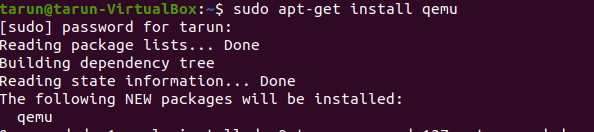 tarun@tarun-VirtualBox:~$ sudo apt-get install qemu
[sudo] password for tarun:
Reading package lists... Done
Building dependency tree
Reading state information... Done
The following NEW packages will be installed:
  qemu